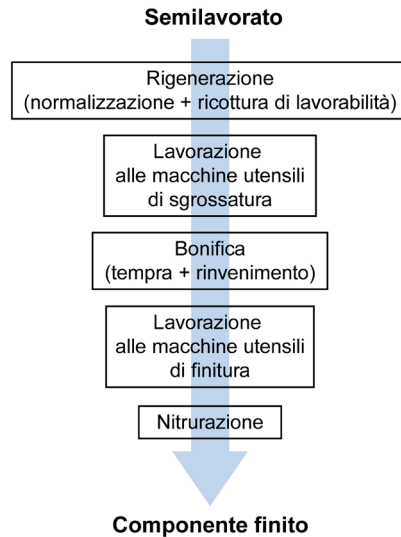 Semilavorato
Rigenerazione
(normalizzazione + ricottura di lavorabilità)
Lavorazione
alle macchine utensili
di sgrossatura
Bonifica
(tempra + rinvenimento)
Lavorazione
alle macchine utensili
di finitura
Nitrurazione
Componente finito